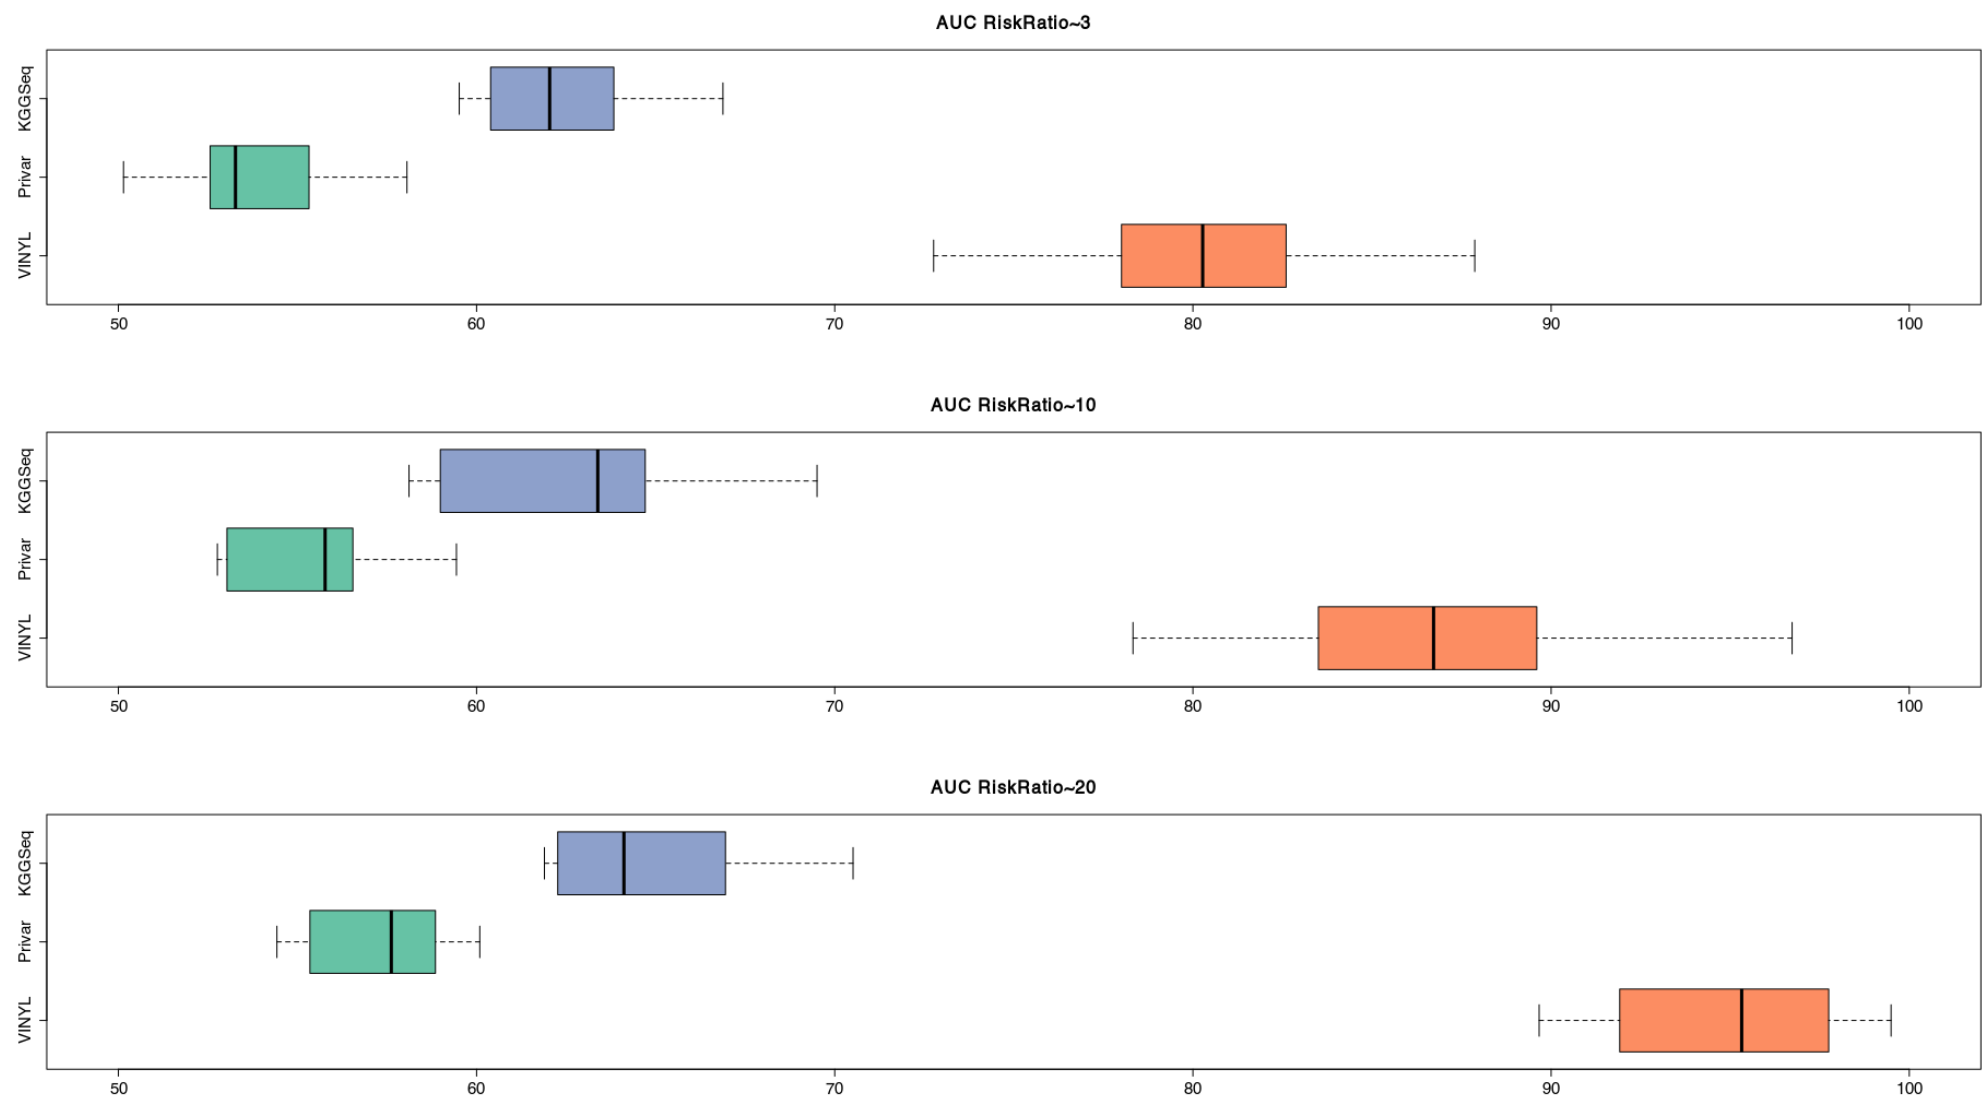 AUC RiskRatio~3
KGGSeq
Privar
VINYL
50 60 70 80 90 100
AUC RiskRatio~10
KGGSeq
Privar
VINYL
50 60 70 80 90 100
AUC RiskRatio~20
KGGSeq
Privar
VINYL
50 60 70 80 90 100